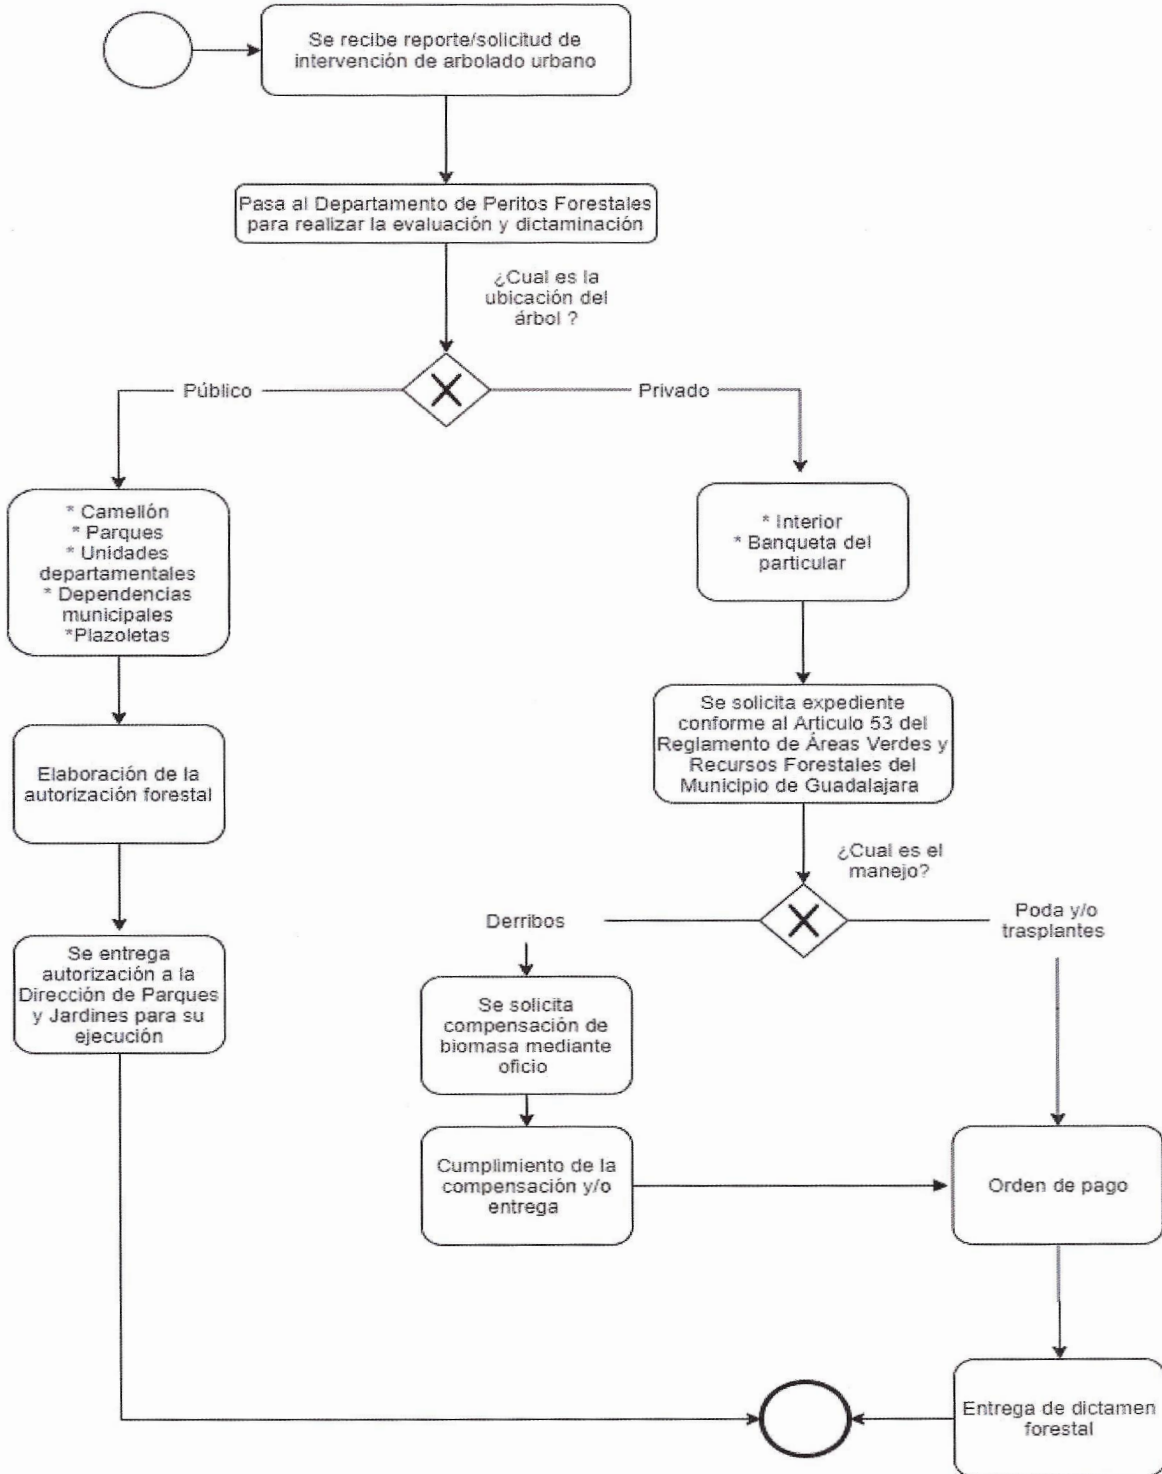 Se recibe reporte/solicitud de
intervención de arbolado urbano
Pasa al Departamento de Peritos Forestales
para realizar la evaluación y dictaminación
¿Cual es la
ubicación del
árbol ?
Público
Privado
* Camellón
* Parques
* Unidades
departamentales
* Dependencias
municipales
*Plazoletas
* Interior
* Banqueta del
particular
Elaboración de la
autorización forestal
Se solicita expediente
conforme al Articulo 53 del
Reglamento de Áreas Verdes y
Recursos Forestales del
Municipio de Guadalajara
¿Cual es el
manejo?
Derribos
Poda y/o
trasplantes
Se entrega
autorización a la
Dirección de Parques
y Jardines para su
ejecución
Se solicita
compensación de
biomasa mediante
oficio
Cumplimiento de la
compensación y/o
entrega
Orden de pago
Entrega de dictamen
forestal